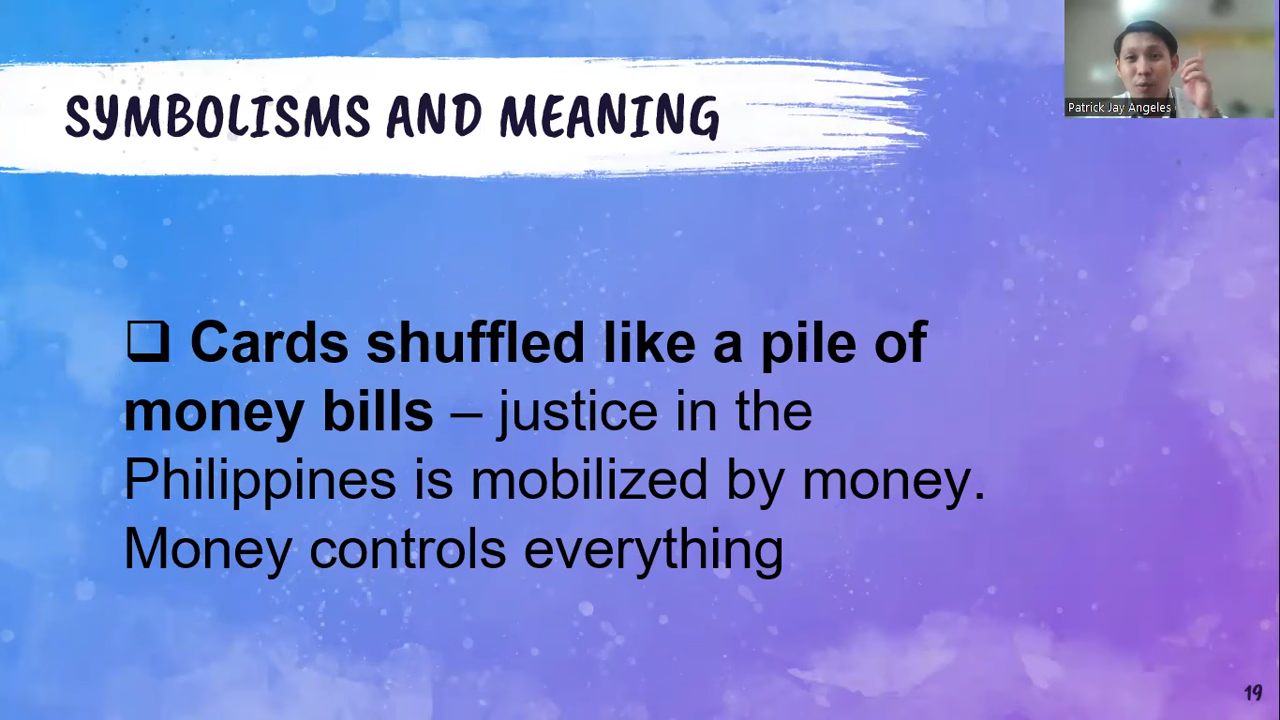 SYMBOLISMS AND MEANING
Patrick Jay Angeles
❑ Cards shuffled like a pile of
money bills – justice in the
Philippines is mobilized by money.
Money controls everything
19